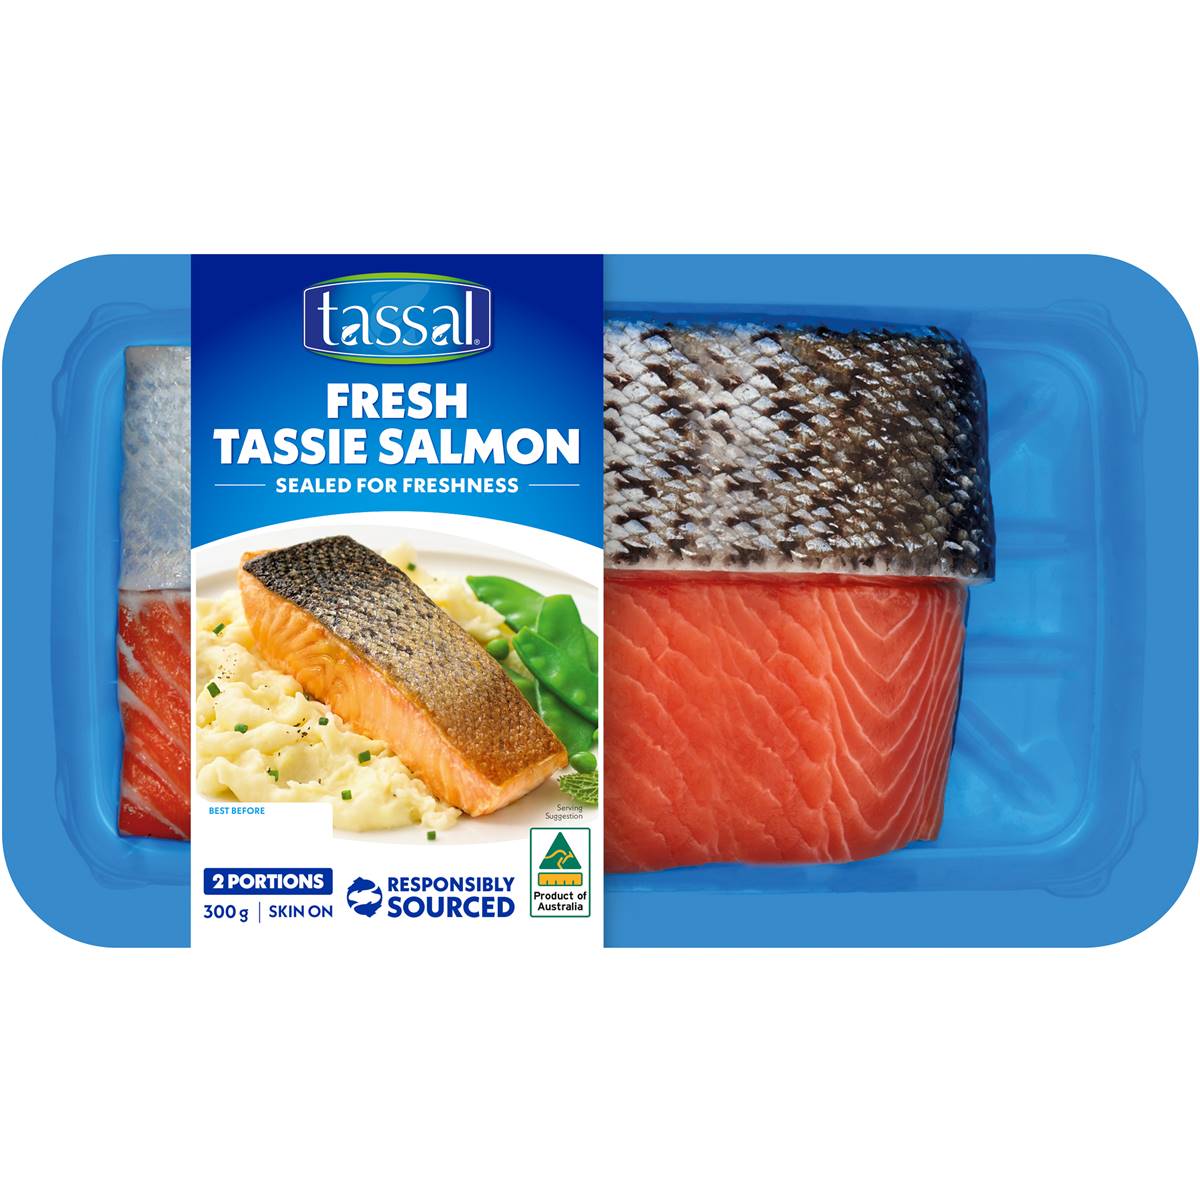 tassal®
FRESH
TASSIE SALMON
SEALED FOR FRESHNESS
BEST BEFORE
Serving
Suggestion
2 PORTIONS
300 g | SKIN ON
RESPONSIBLY
SOURCED
Product of
Australia